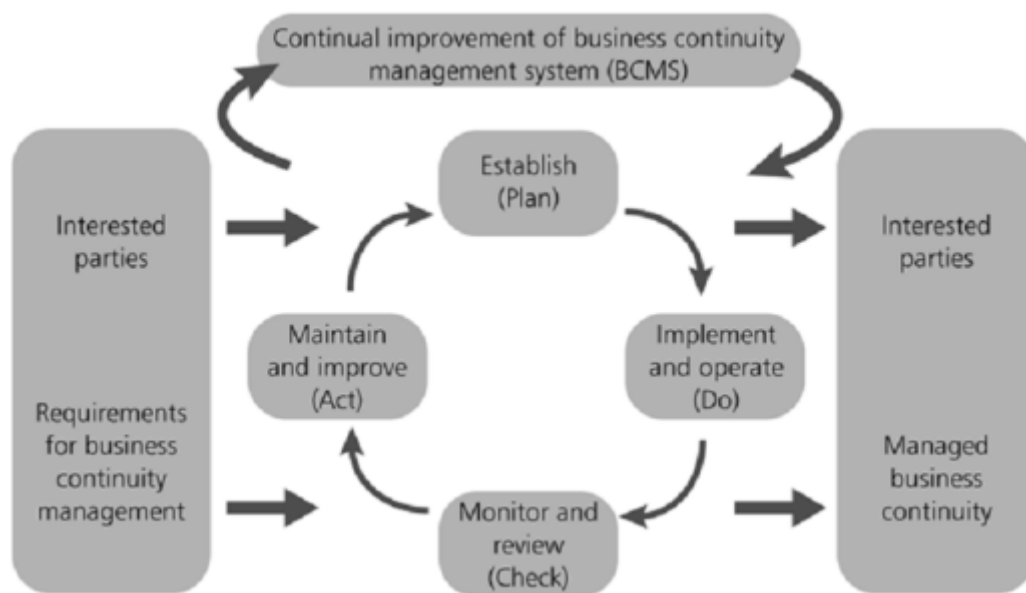 Continual improvement of business continuity
management system (BCMS)
Establish
(Plan)
Interested
parties
Interested
parties
Maintain
and improve
(Act)
Implement
and operate
(Do)
Requirements
for business
continuity
management
Managed
business
continuity
Monitor and
review
(Check)